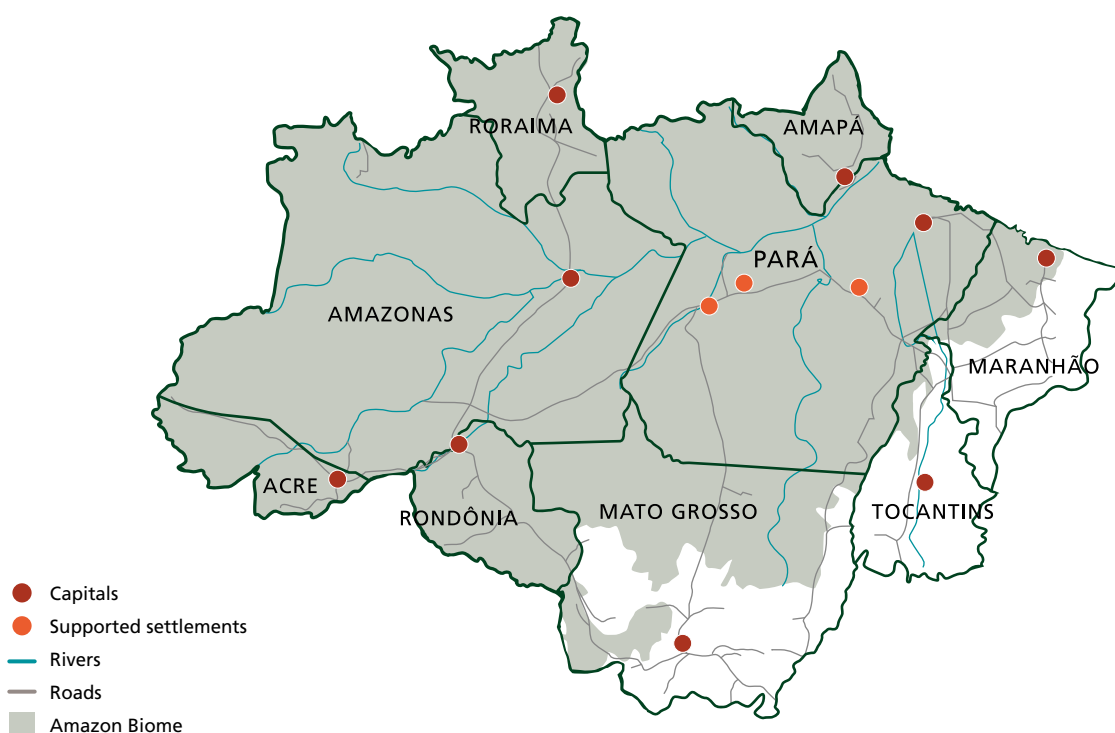 RORAIMA
AMAPÁ
PARÁ
AMAZONAS
MARANHÃO
ACRE
RONDÔNIA
MATO GROSSO
TOCANTINS
Capitals
Supported settlements
Rivers
Roads
Amazon Biome